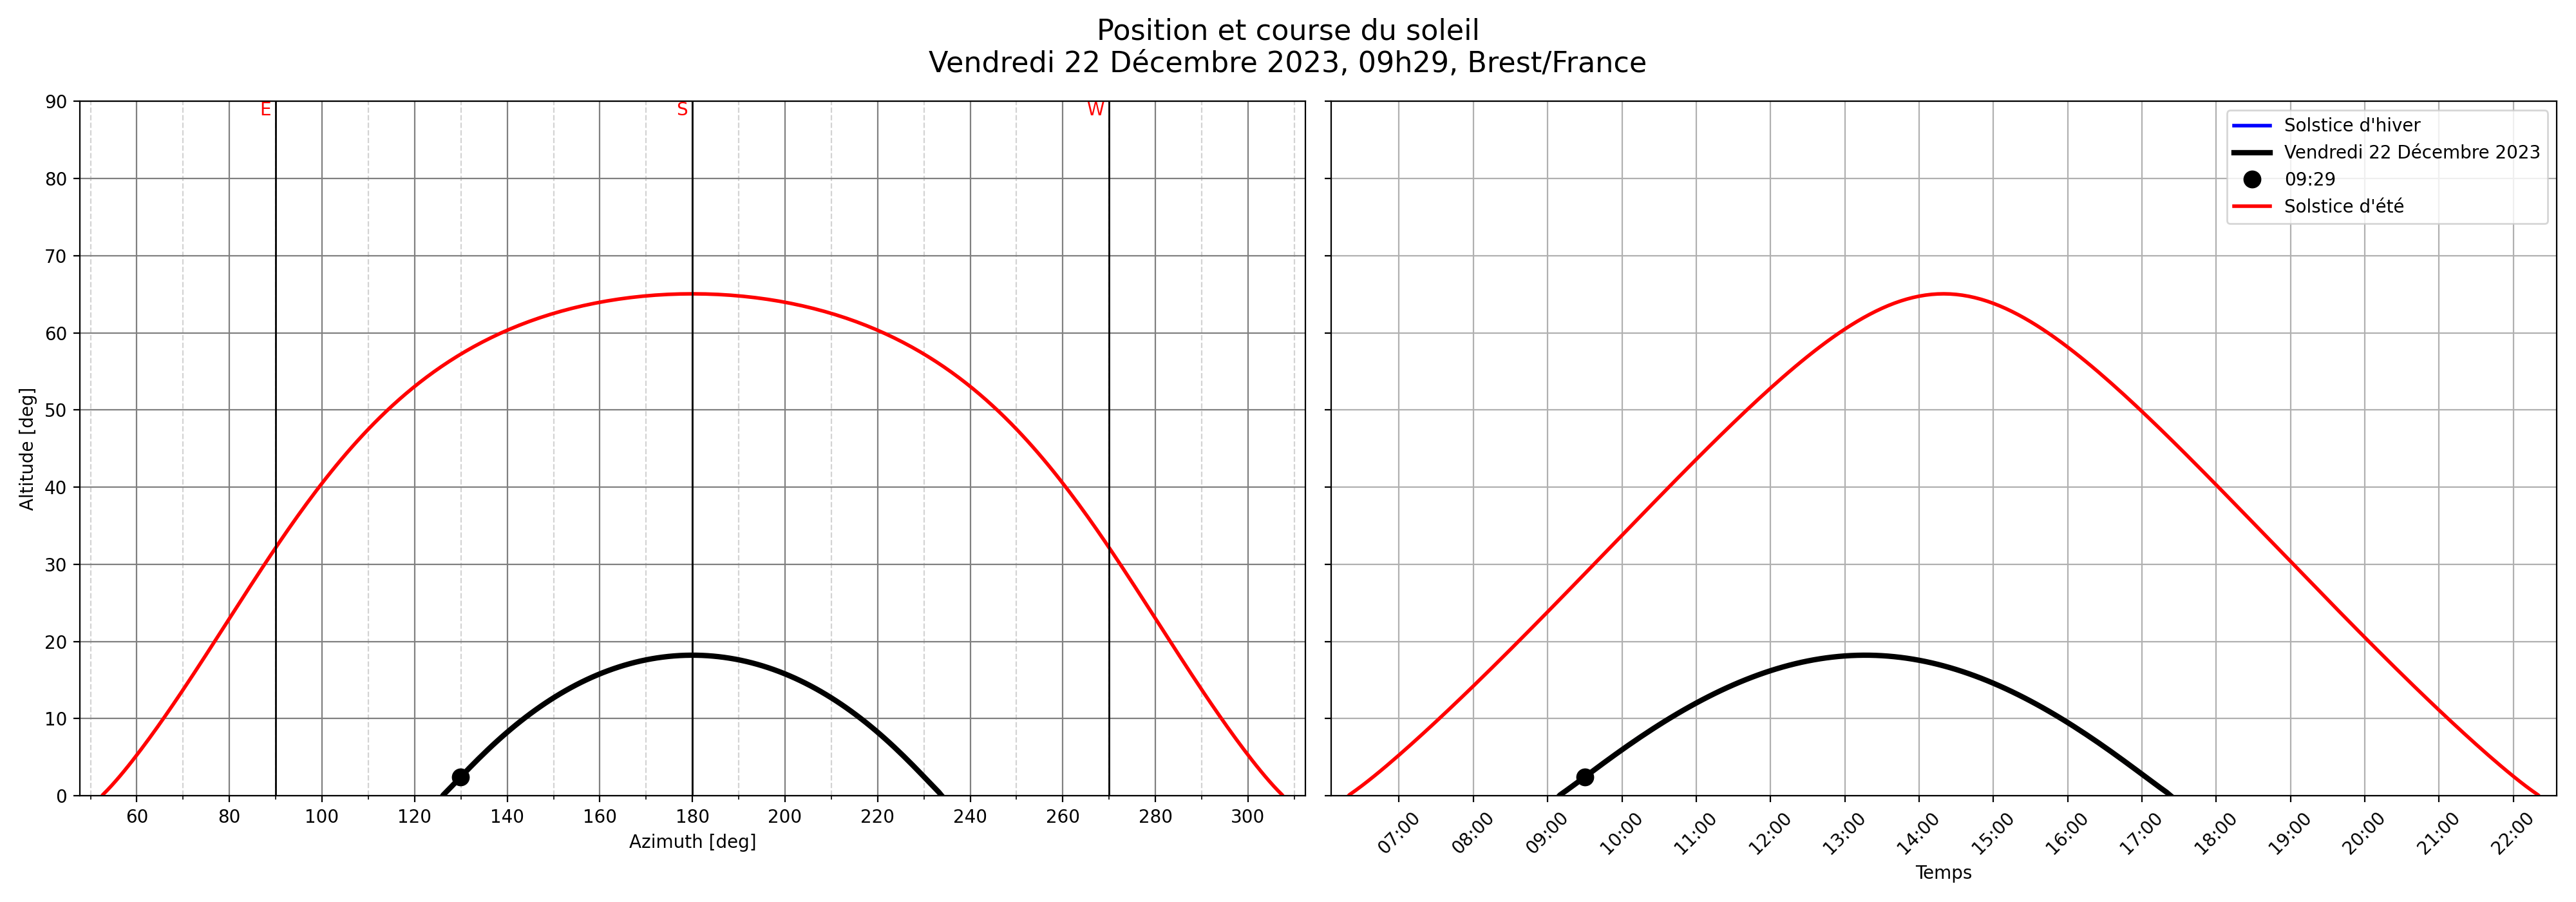 Position et course du soleil
Vendredi 22 Décembre 2023, 09h29, Brest/France
E S W
90
80
70
60
50
40
30
20
10
0
Altitude [deg]
60 80 100 120 140 160 180 200 220 240 260 280 300
Azimuth [deg]
Solstice d'hiver
Vendredi 22 Décembre 2023
09:29
Solstice d'été
07:00 08:00 09:00 10:00 11:00 12:00 13:00 14:00 15:00 16:00 17:00 18:00 19:00 20:00 21:00 22:00
Temps